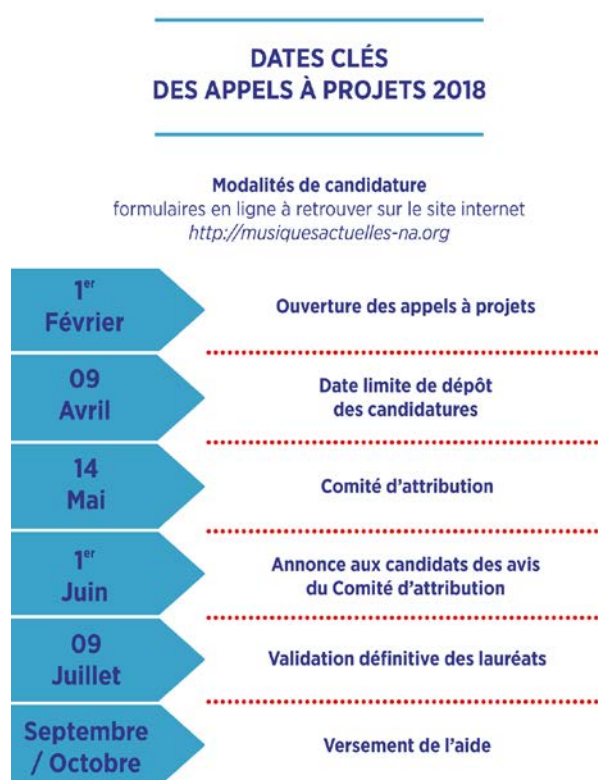 DATES CLÉS
DES APPELS À PROJETS 2018
Modalités de candidature
formulaires en ligne à retrouver sur le site internet
http://musiquesactuelles-na.org
1er
Février
Ouverture des appels à projets
09
Avril
Date limite de dépôt
des candidatures
14
Mai
Comité d'attribution
1er
Juin
Annonce aux candidats des avis
du Comité d'attribution
09
Juillet
Validation définitive des lauréats
Septembre
/ Octobre
Versement de l'aide